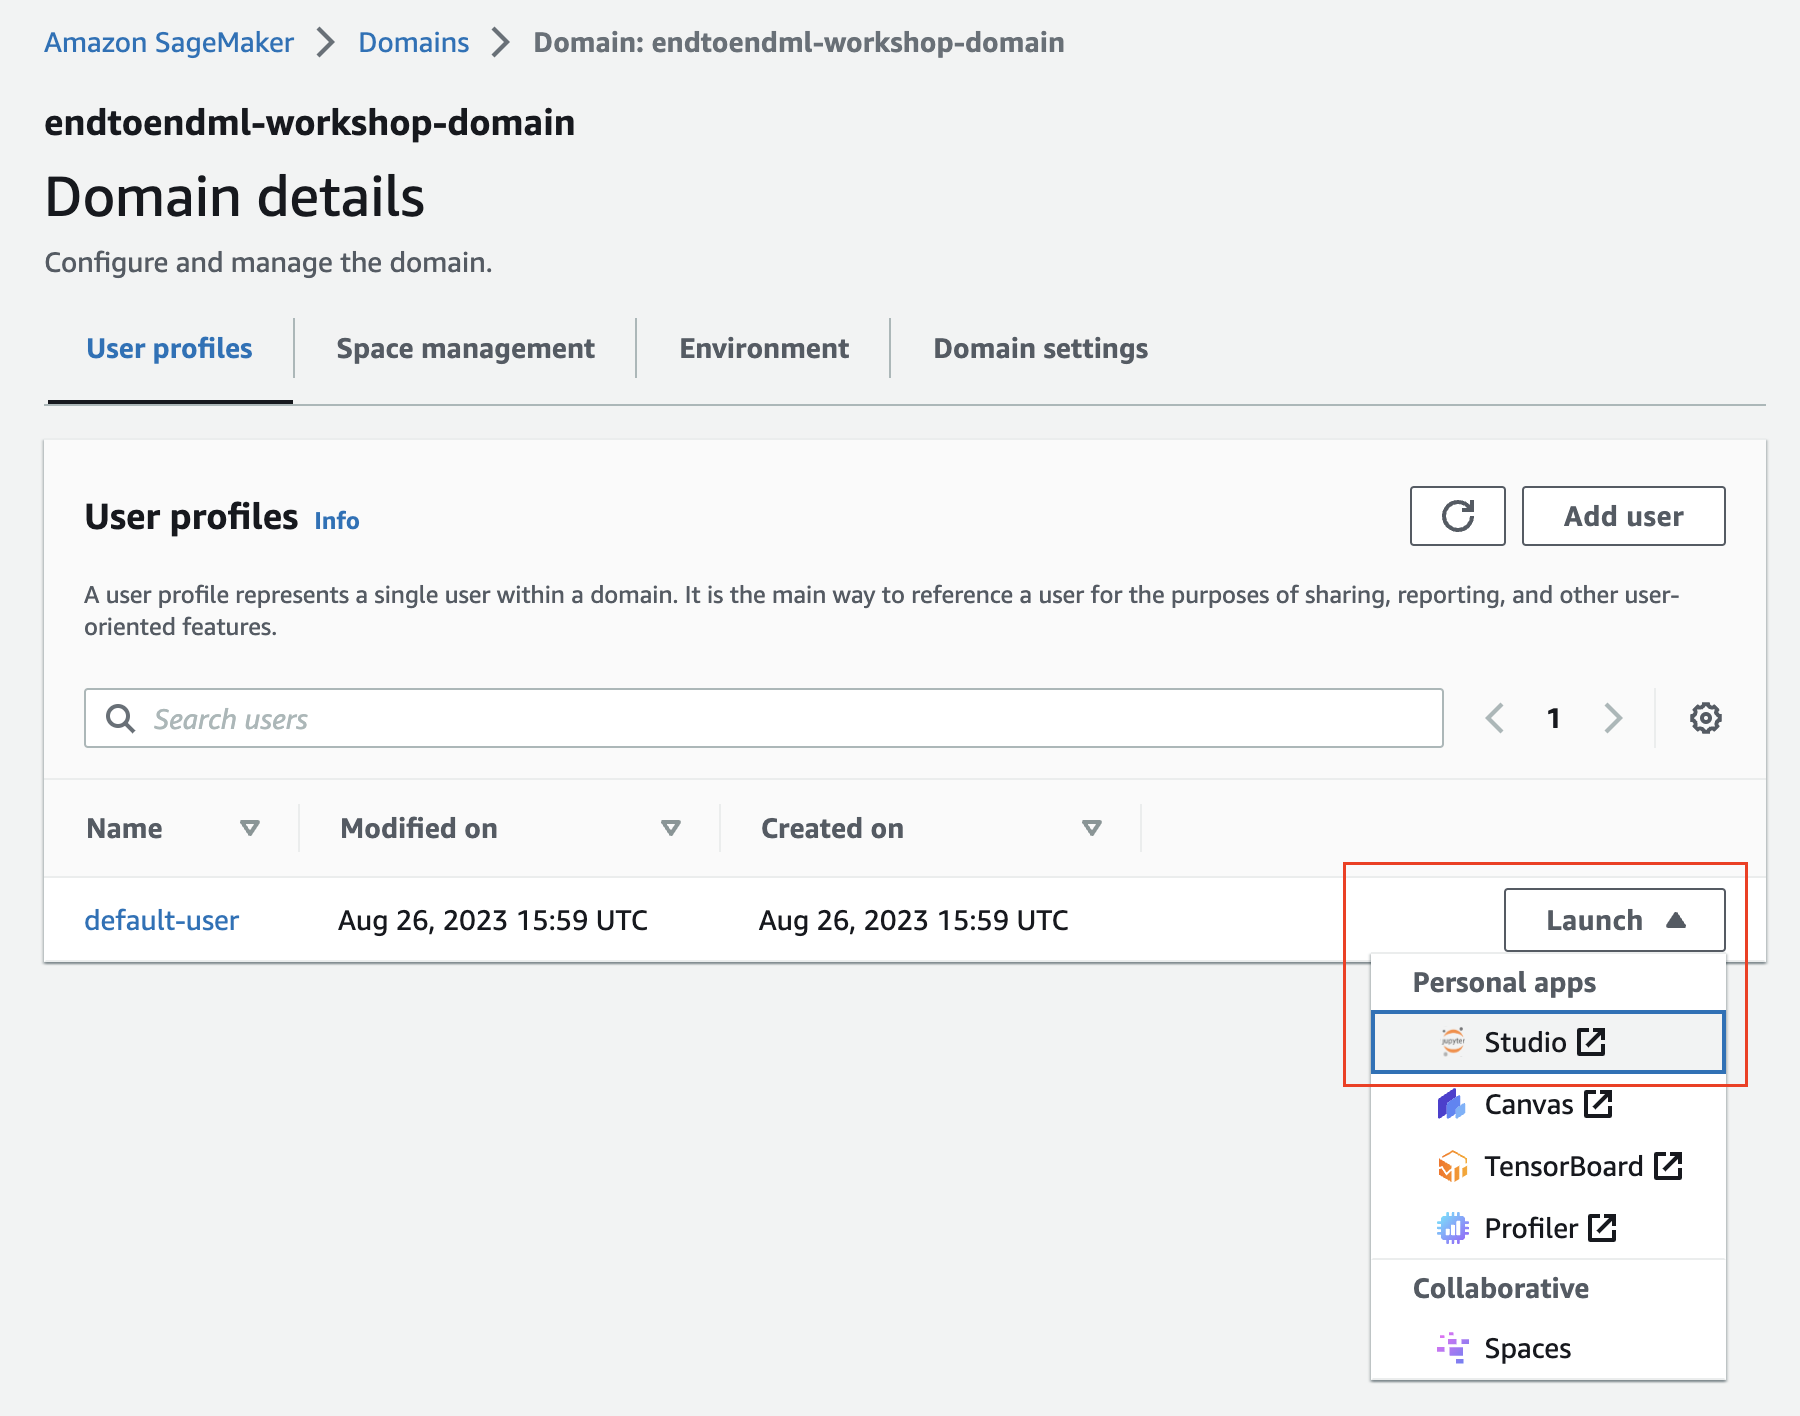 Amazon SageMaker > Domains > Domain: endtoendml-workshop-domain
endtoendml-workshop-domain
Domain details
Configure and manage the domain.
User profiles Space management Environment Domain settings
User profiles Info
Add user
A user profile represents a single user within a domain. It is the main way to reference a user for the purposes of sharing, reporting, and other user-
oriented features.
Search users
1
Name Modified on Created on
default-user Aug 26, 2023 15:59 UTC Aug 26, 2023 15:59 UTC Launch
Personal apps
jupyter Studio
Canvas
TensorBoard
Profiler
Collaborative
Spaces